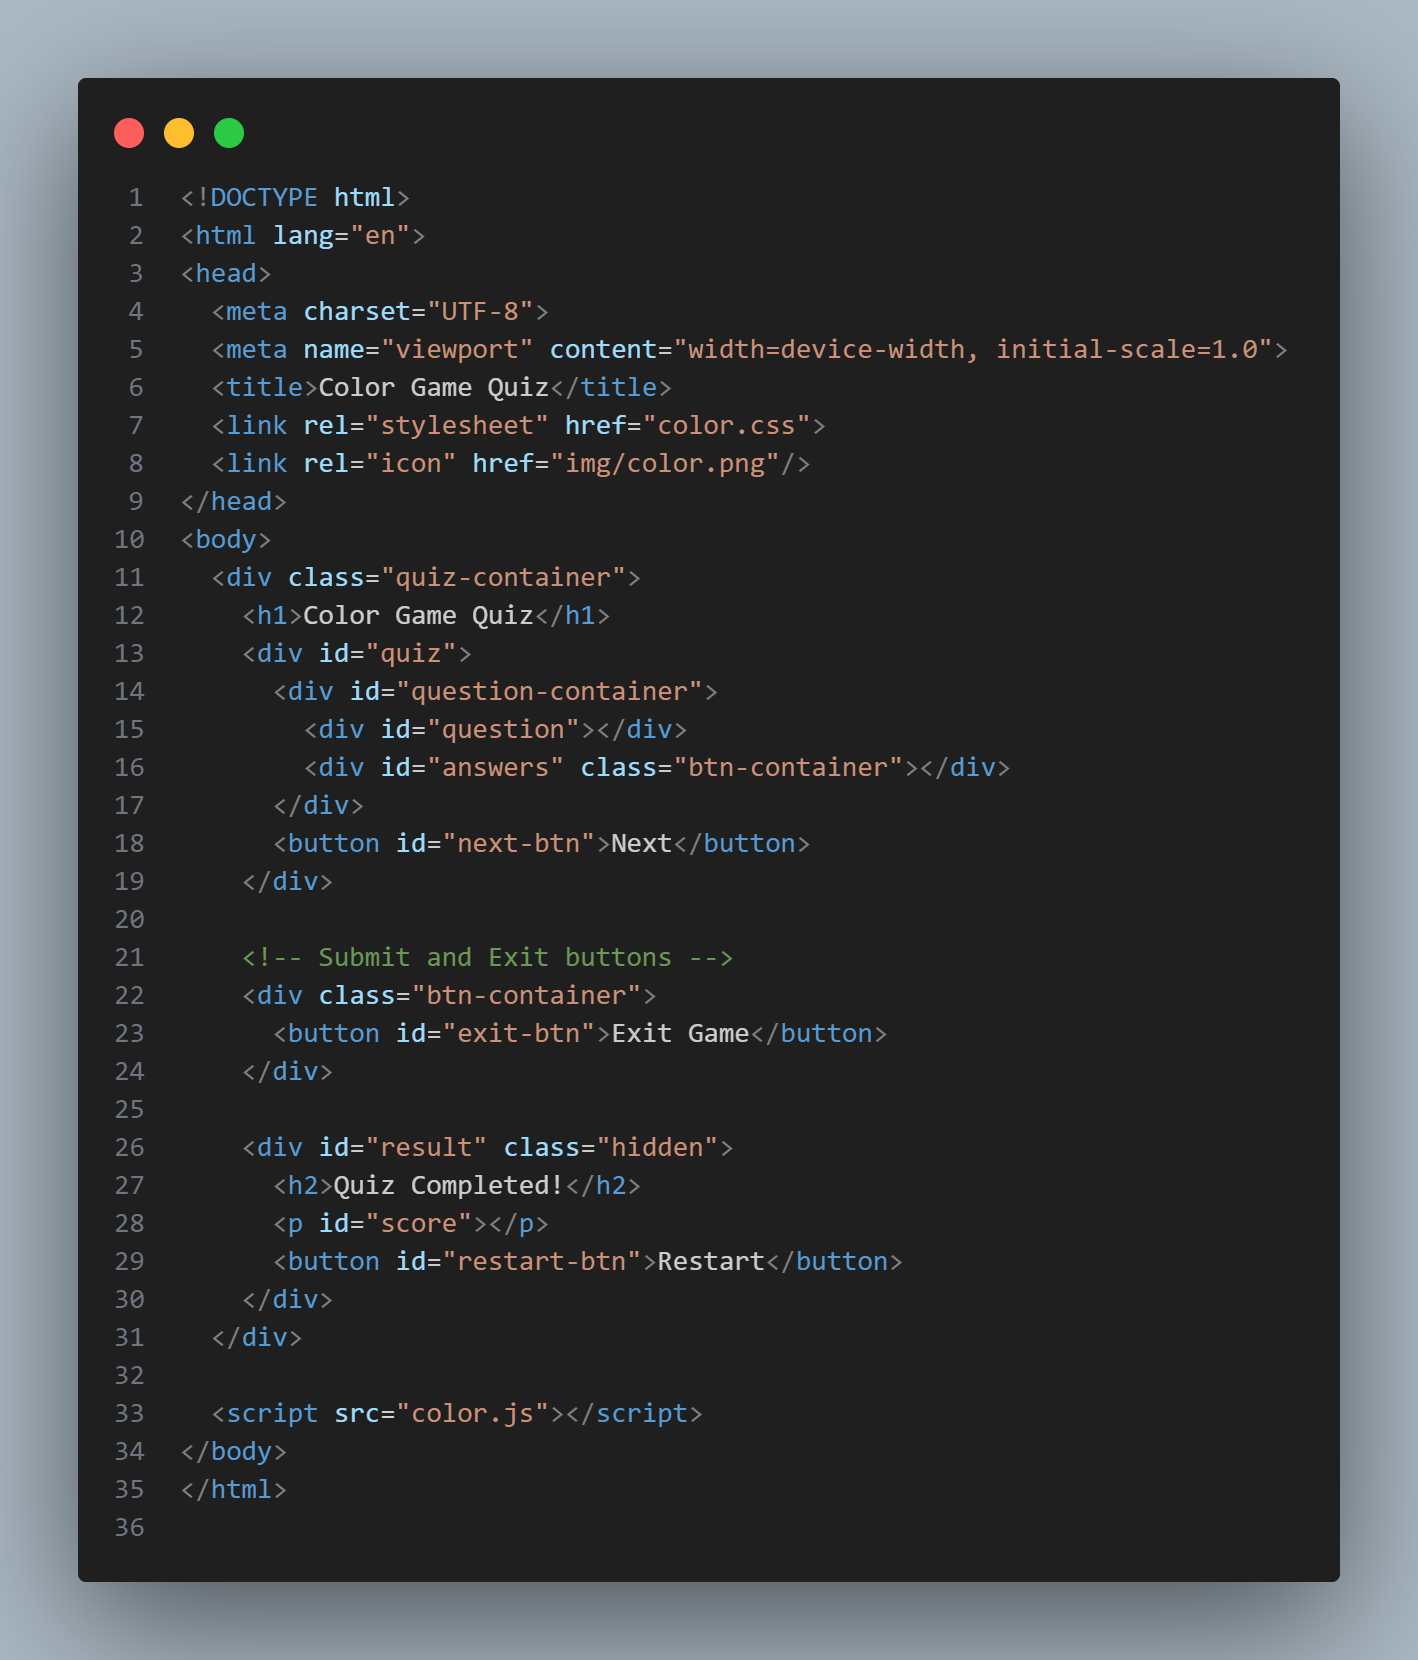 1 <!DOCTYPE html>
2 <html lang="en">
3 <head>
4   <meta charset="UTF-8">
5   <meta name="viewport" content="width=device-width, initial-scale=1.0">
6   <title>Color Game Quiz</title>
7   <link rel="stylesheet" href="color.css">
8   <link rel="icon" href="img/color.png"/>
9 </head>
10 <body>
11   <div class="quiz-container">
12     <h1>Color Game Quiz</h1>
13     <div id="quiz">
14       <div id="question-container">
15         <div id="question"></div>
16         <div id="answers" class="btn-container"></div>
17       </div>
18       <button id="next-btn">Next</button>
19     </div>
20
21     <!-- Submit and Exit buttons -->
22     <div class="btn-container">
23       <button id="exit-btn">Exit Game</button>
24     </div>
25
26     <div id="result" class="hidden">
27       <h2>Quiz Completed!</h2>
28       <p id="score"></p>
29       <button id="restart-btn">Restart</button>
30     </div>
31   </div>
32
33   <script src="color.js"></script>
34 </body>
35 </html>
36